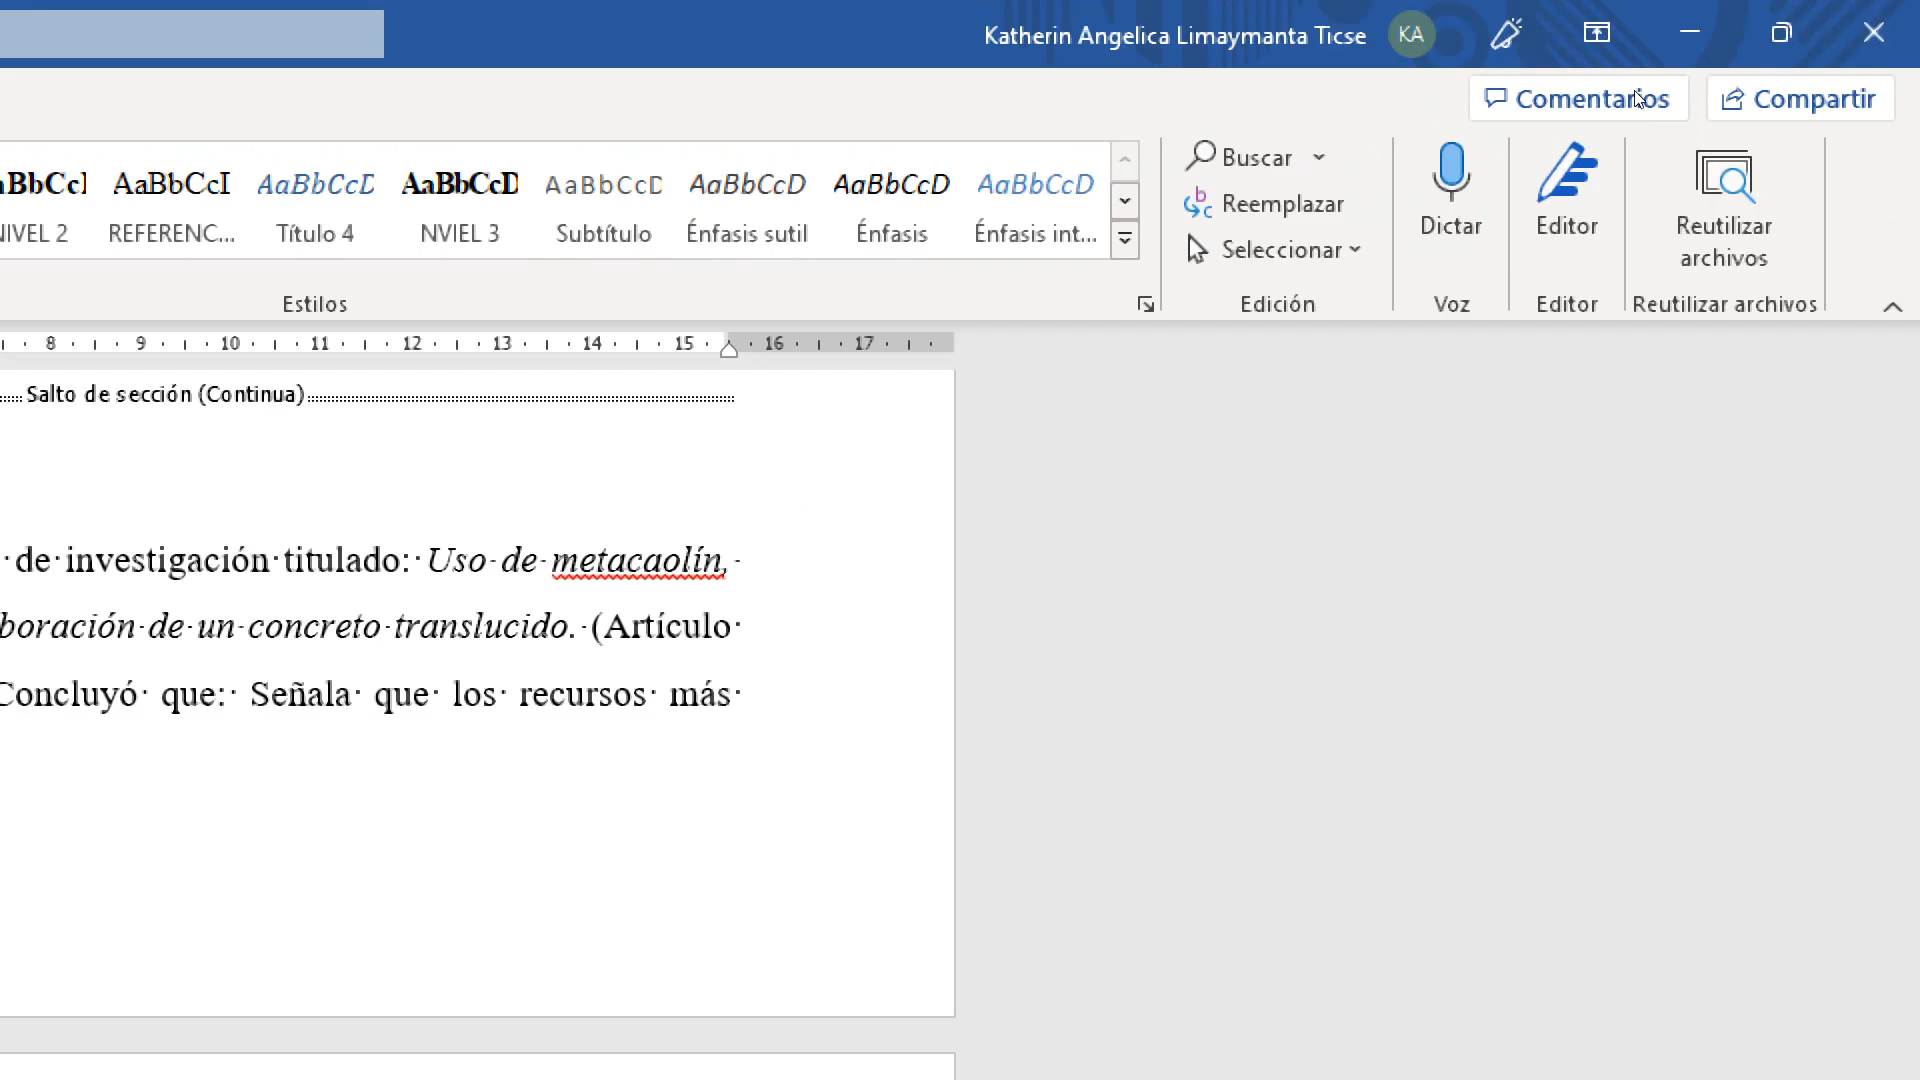 Katherin Angelica Limaymanta Ticse KA
Comentarios Compartir
AaBbCcI AaBbCcD AaBbCcD AaBbCcD AaBbCcD AaBbCcD AaBbCcD
NIVEL 2 REFERENC... Título 4 NVIEL 3 Subtítulo Énfasis sutil Énfasis Énfasis int...
Estilos
Buscar
Reemplazar
Seleccionar
Edición
Dictar
Voz
Editor
Editor
Reutilizar
archivos
Reutilizar archivos
8 9 10 11 12 13 14 15 16 17
Salto de sección (Continua)
de investigación titulado: Uso de metacaolín,
boración de un concreto translucido. (Artículo
Concluyó que: Señala que los recursos más